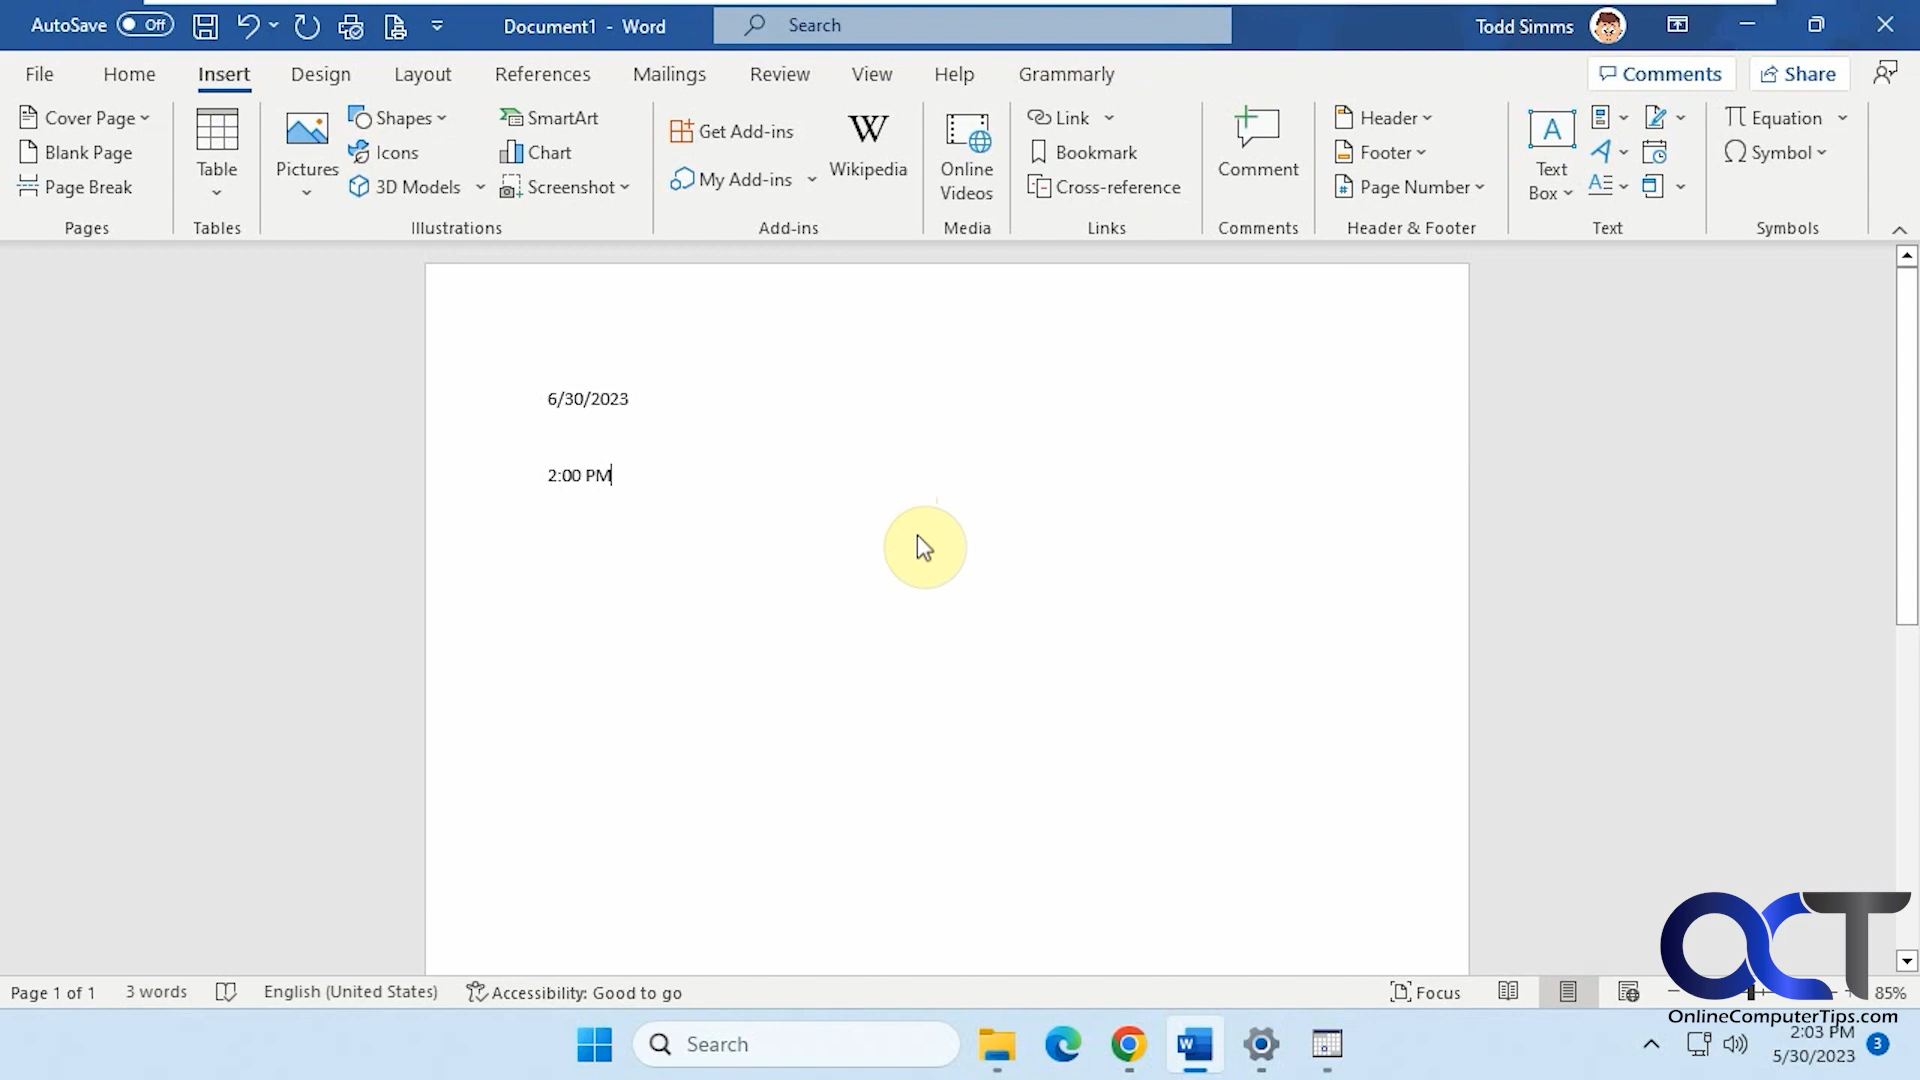 AutoSave Off Document1 - Word Search Todd Simms
File Home Insert Design Layout References Mailings Review View Help Grammarly Comments Share
Cover Page
Blank Page
Page Break
Pages
Table
Tables
Pictures
Shapes
Icons
3D Models
SmartArt
Chart
Screenshot
Illustrations
Get Add-ins
My Add-ins
W
Wikipedia
Add-ins
Online
Videos
Media
Link
Bookmark
Cross-reference
Links
Comment
Comments
Header
Footer
Page Number
Header & Footer
A
Text
Box
Text
Equation
Symbol
Symbols
6/30/2023
2:00 PM
Page 1 of 1 3 words English (United States) Accessibility: Good to go Focus 85%
OCT
OnlineComputerTips.com
Search
2:03 PM
5/30/2023
3